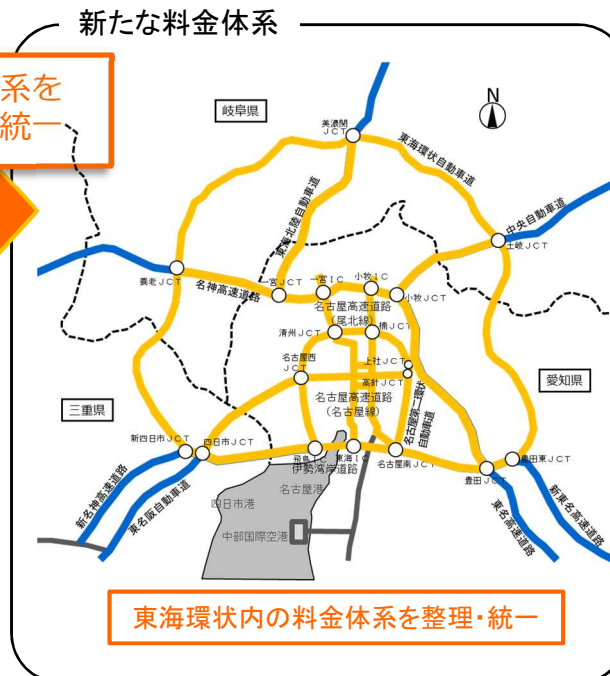 新たな料金体系
系を
統一
岐阜県
N
美濃関
JCT
東海環状自動車道
東海北陸自動車道
中央自動車道
土岐JCT
養老JCT
名神高速道路
一宮JCT
一宮IC
小牧IC
小牧JCT
名古屋高速道路
(尾北線)
清州JCT
楠JCT
名古屋西
JCT
上社JCT
高針JCT
名古屋高速道路
(名古屋線)
名古屋第二環状
自動車道
愛知県
三重県
新四日市JCT
四日市JCT
飛島IC
東海IC
伊勢湾岸道路
名古屋南JCT
豊田東JCT
豊田JCT
新名神高速道路
東名阪自動車道
四日市港
名古屋港
中部国際空港
東名高速道路
新東名高速道路
東海環状内の料金体系を整理・統一